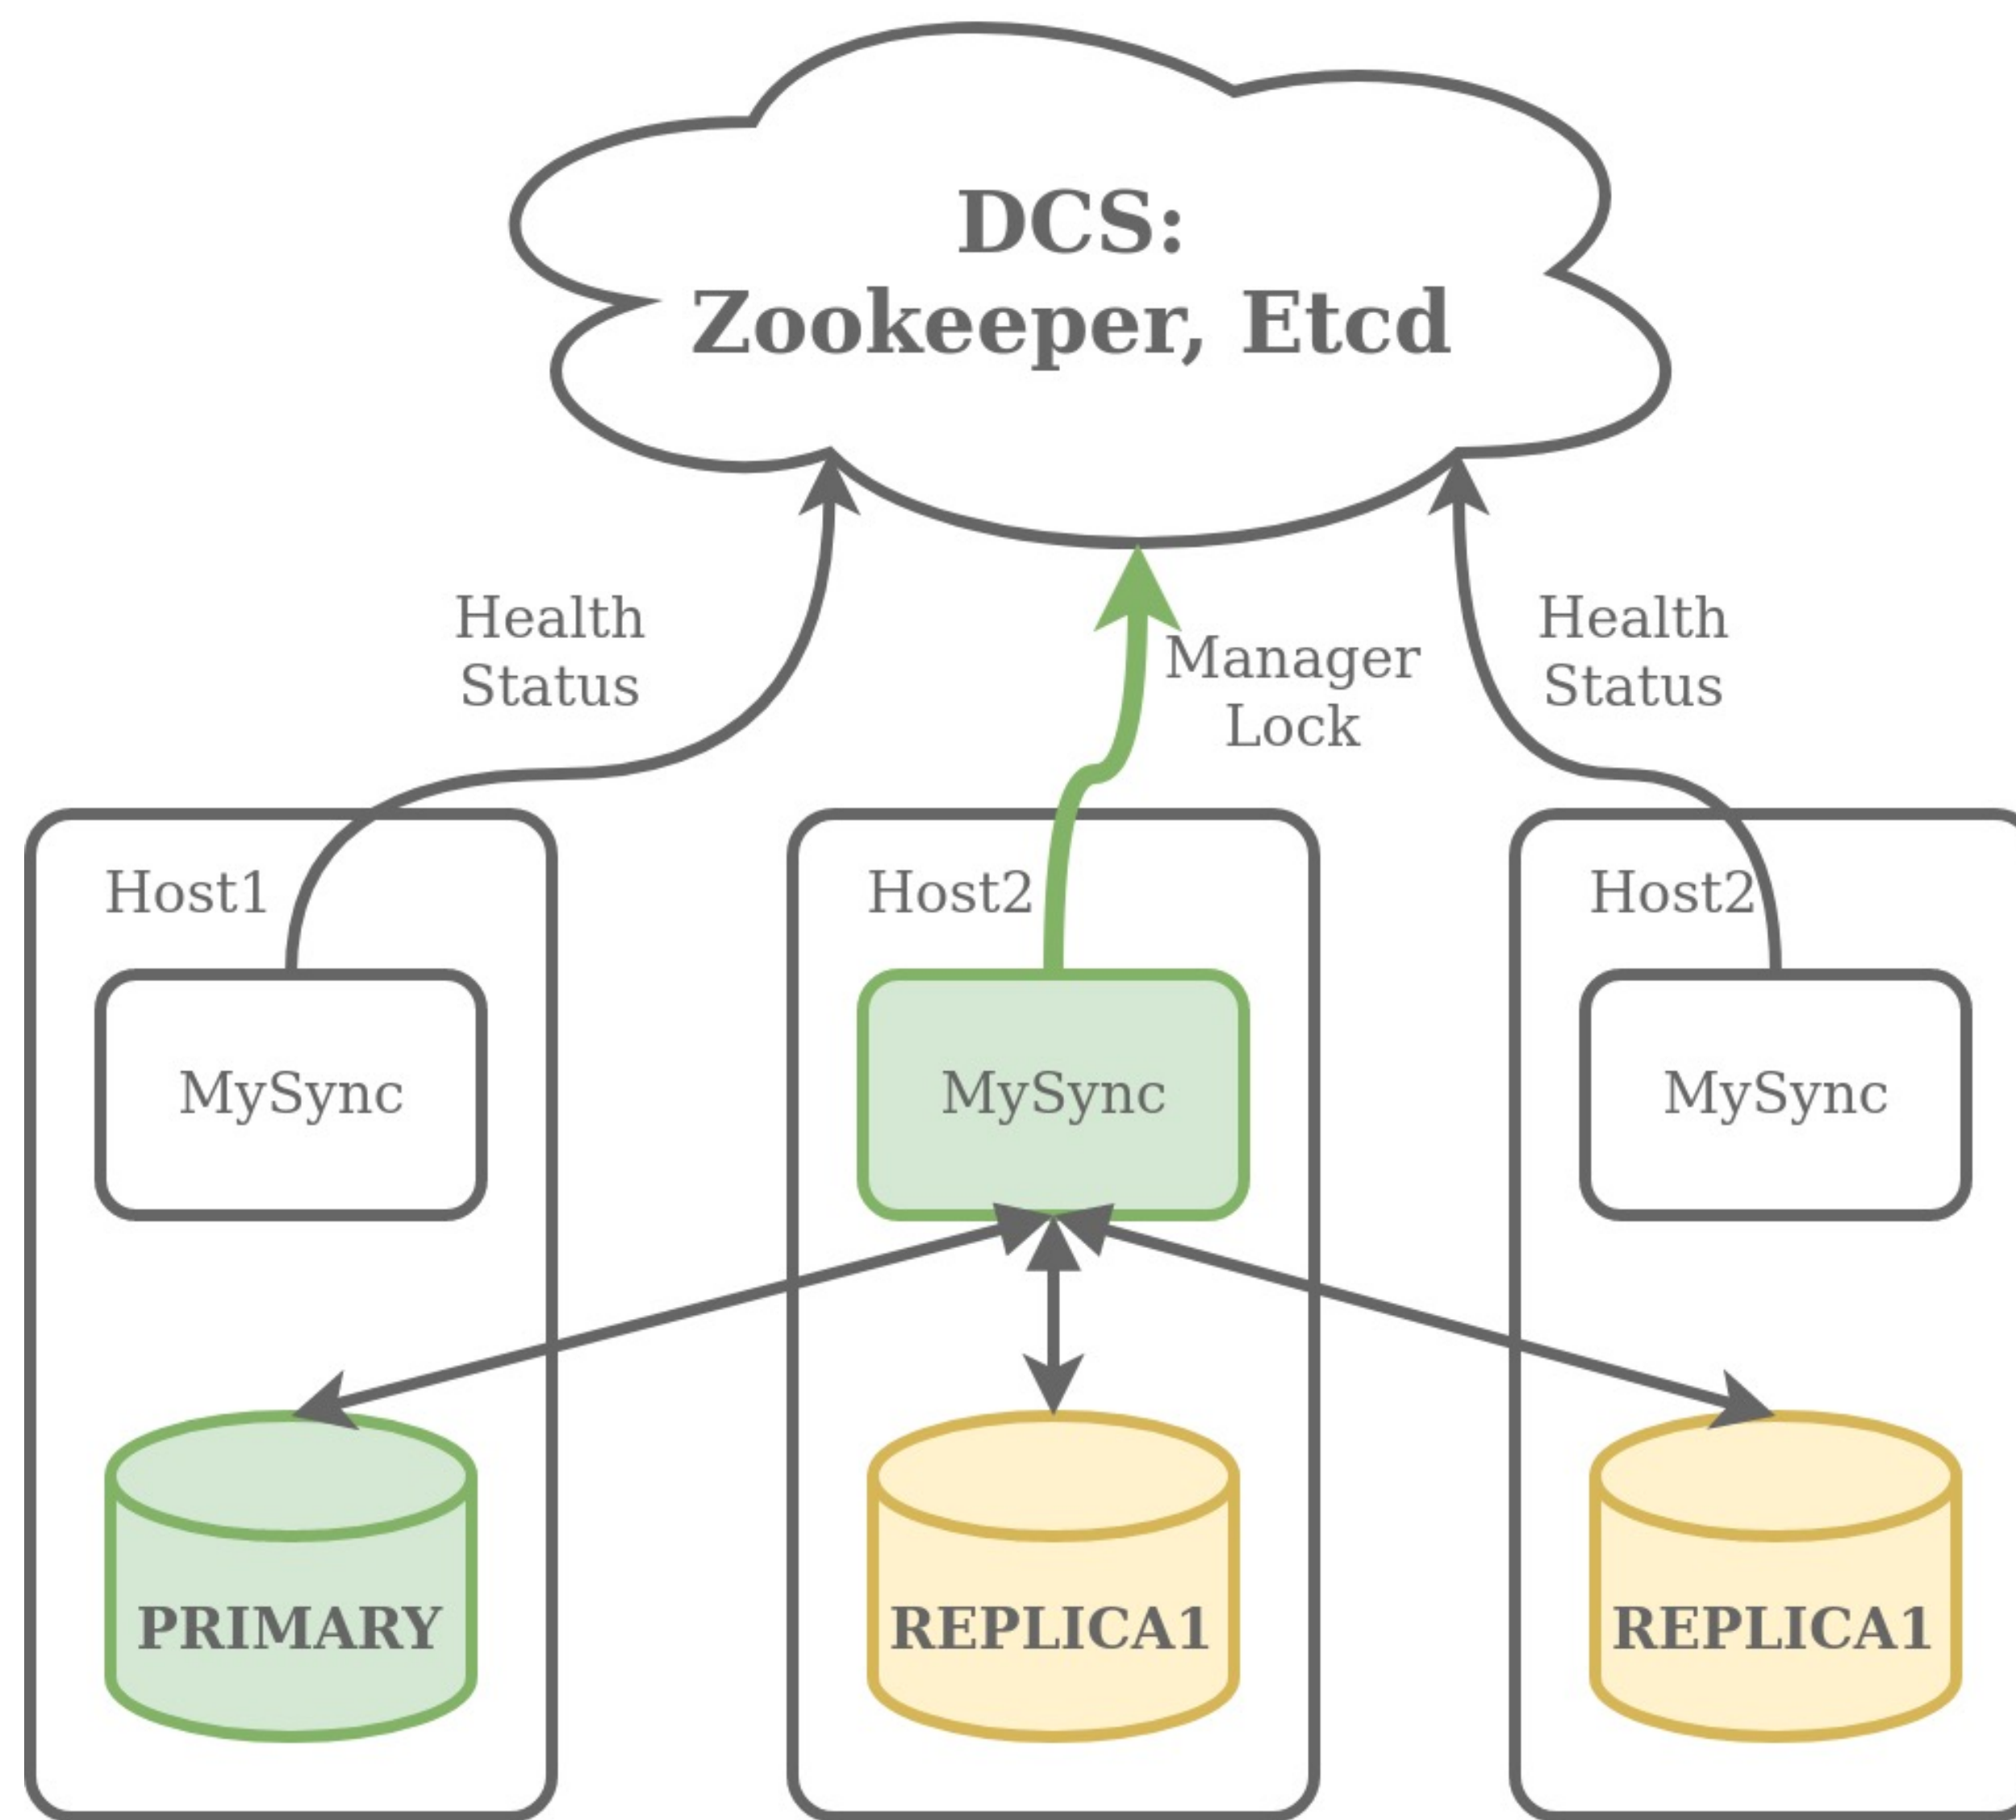 DCS:
Zookeeper, Etcd
Health
Status
Manager
Lock
Health
Status
Host1
Host2
Host2
MySync
MySync
MySync
PRIMARY
REPLICA1
REPLICA1